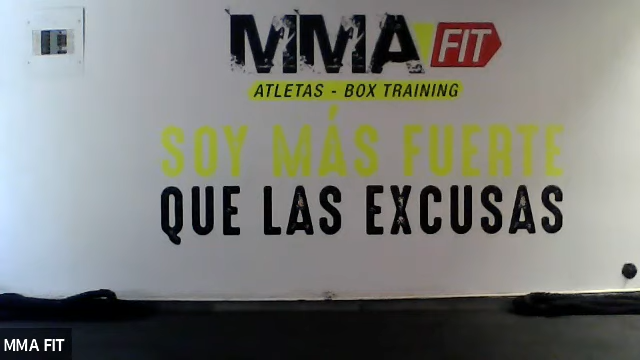 MMA FIT
ATLETAS - BOX TRAINING
SOY MÁS FUERTE
QUE LAS EXCUSAS
MMA FIT